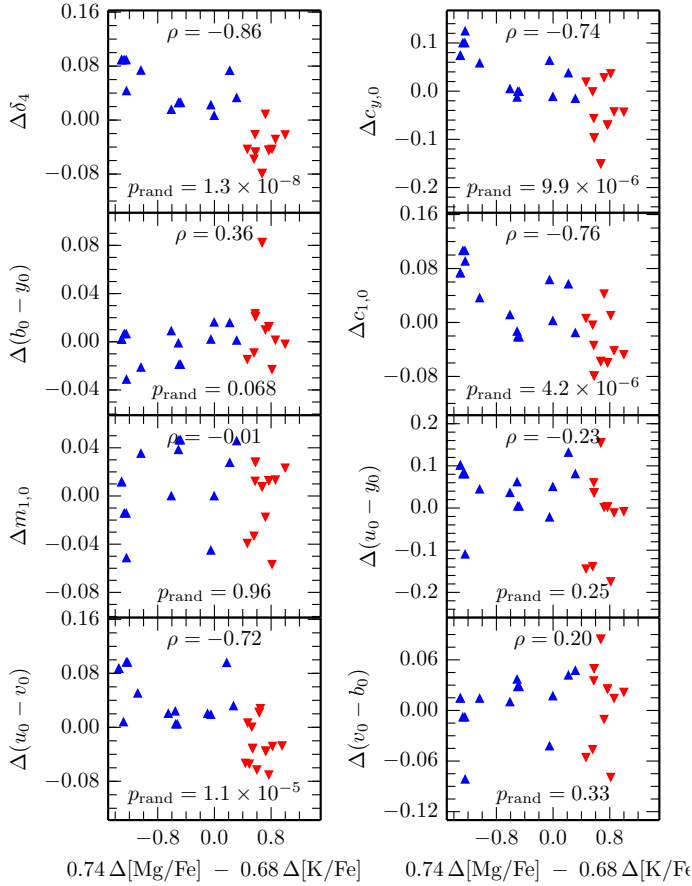 ρ = −0.86
0.08
0.00
−0.08
Δδ4
p_rand = 1.3 × 10^−8
ρ = −0.74
0.1
0.0
−0.1
−0.2
Δc_y,0
p_rand = 9.9 × 10^−6
ρ = 0.36
0.08
0.04
0.00
−0.04
Δ(b0 − y0)
p_rand = 0.068
0.16
ρ = −0.76
0.08
0.00
−0.08
Δc_1,0
p_rand = 4.2 × 10^−6
ρ = −0.01
0.04
0.00
−0.04
−0.08
Δm_1,0
p_rand = 0.96
0.2
ρ = −0.23
0.1
0.0
−0.1
−0.2
Δ(u0 − y0)
p_rand = 0.25
0.16
ρ = −0.72
0.08
0.00
−0.08
Δ(u0 − v0)
p_rand = 1.1 × 10^−5
ρ = 0.20
0.06
0.00
−0.06
−0.12
Δ(v0 − b0)
p_rand = 0.33
−0.8 0.0 0.8
−0.8 0.0 0.8
0.74 Δ[Mg/Fe] − 0.68 Δ[K/Fe]
0.74 Δ[Mg/Fe] − 0.68 Δ[K/Fe]